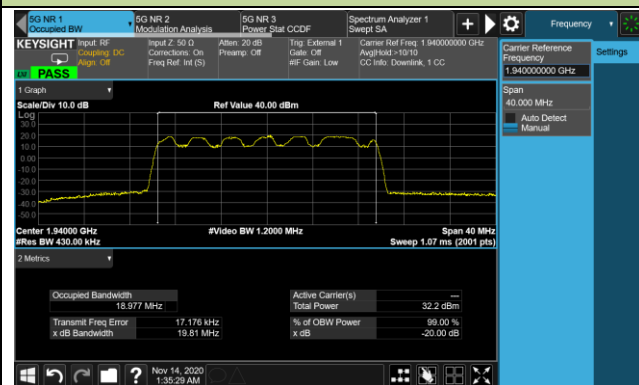 5G NR 1
Occupied BW
5G NR 2
Modulation Analysis
5G NR 3
Power Stat CCDF
Spectrum Analyzer 1
Swept SA
Frequency
KEYSIGHT
Input: RF
Coupling: DC
Align: Off
Input Z: 50 Ω
Corrections: On
Freq Ref: Int (S)
Atten: 20 dB
Preamp: Off
Trig: External 1
Gate: Off
#IF Gain: Low
Carrier Ref Freq: 1.940000000 GHz
Avg|Hold:>10/10
CC Info: Downlink, 1 CC
LXI
PASS
Carrier Reference
Frequency
1.940000000 GHz
Settings
Span
40.000 MHz
Auto Detect
Manual
1 Graph
Scale/Div 10.0 dB
Ref Value 40.00 dBm
Log
30.0
20.0
10.0
0.00
-10.0
-20.0
-30.0
-40.0
-50.0
Center 1.94000 GHz
#Video BW 1.2000 MHz
Span 40 MHz
#Res BW 430.00 kHz
Sweep 1.07 ms (2001 pts)
2 Metrics
Occupied Bandwidth
18.977 MHz
Active Carrier(s)
---
Total Power
32.2 dBm
Transmit Freq Error
17.176 kHz
% of OBW Power
99.00 %
x dB Bandwidth
19.81 MHz
x dB
-20.00 dB
?
Nov 14, 2020
1:35:29 AM